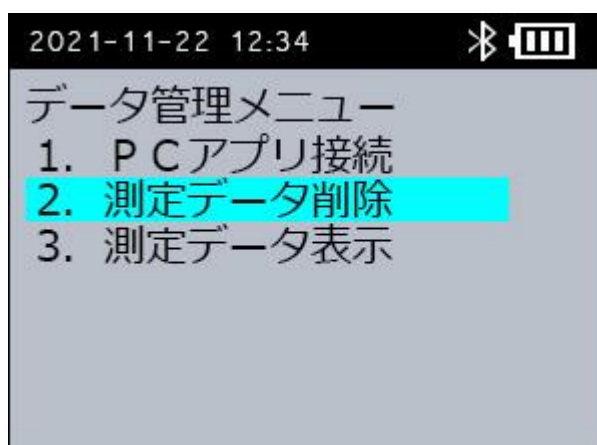 2021-11-22 12:34
データ管理メニュー
1. ＰＣアプリ接続
2. 測定データ削除
3. 測定データ表示